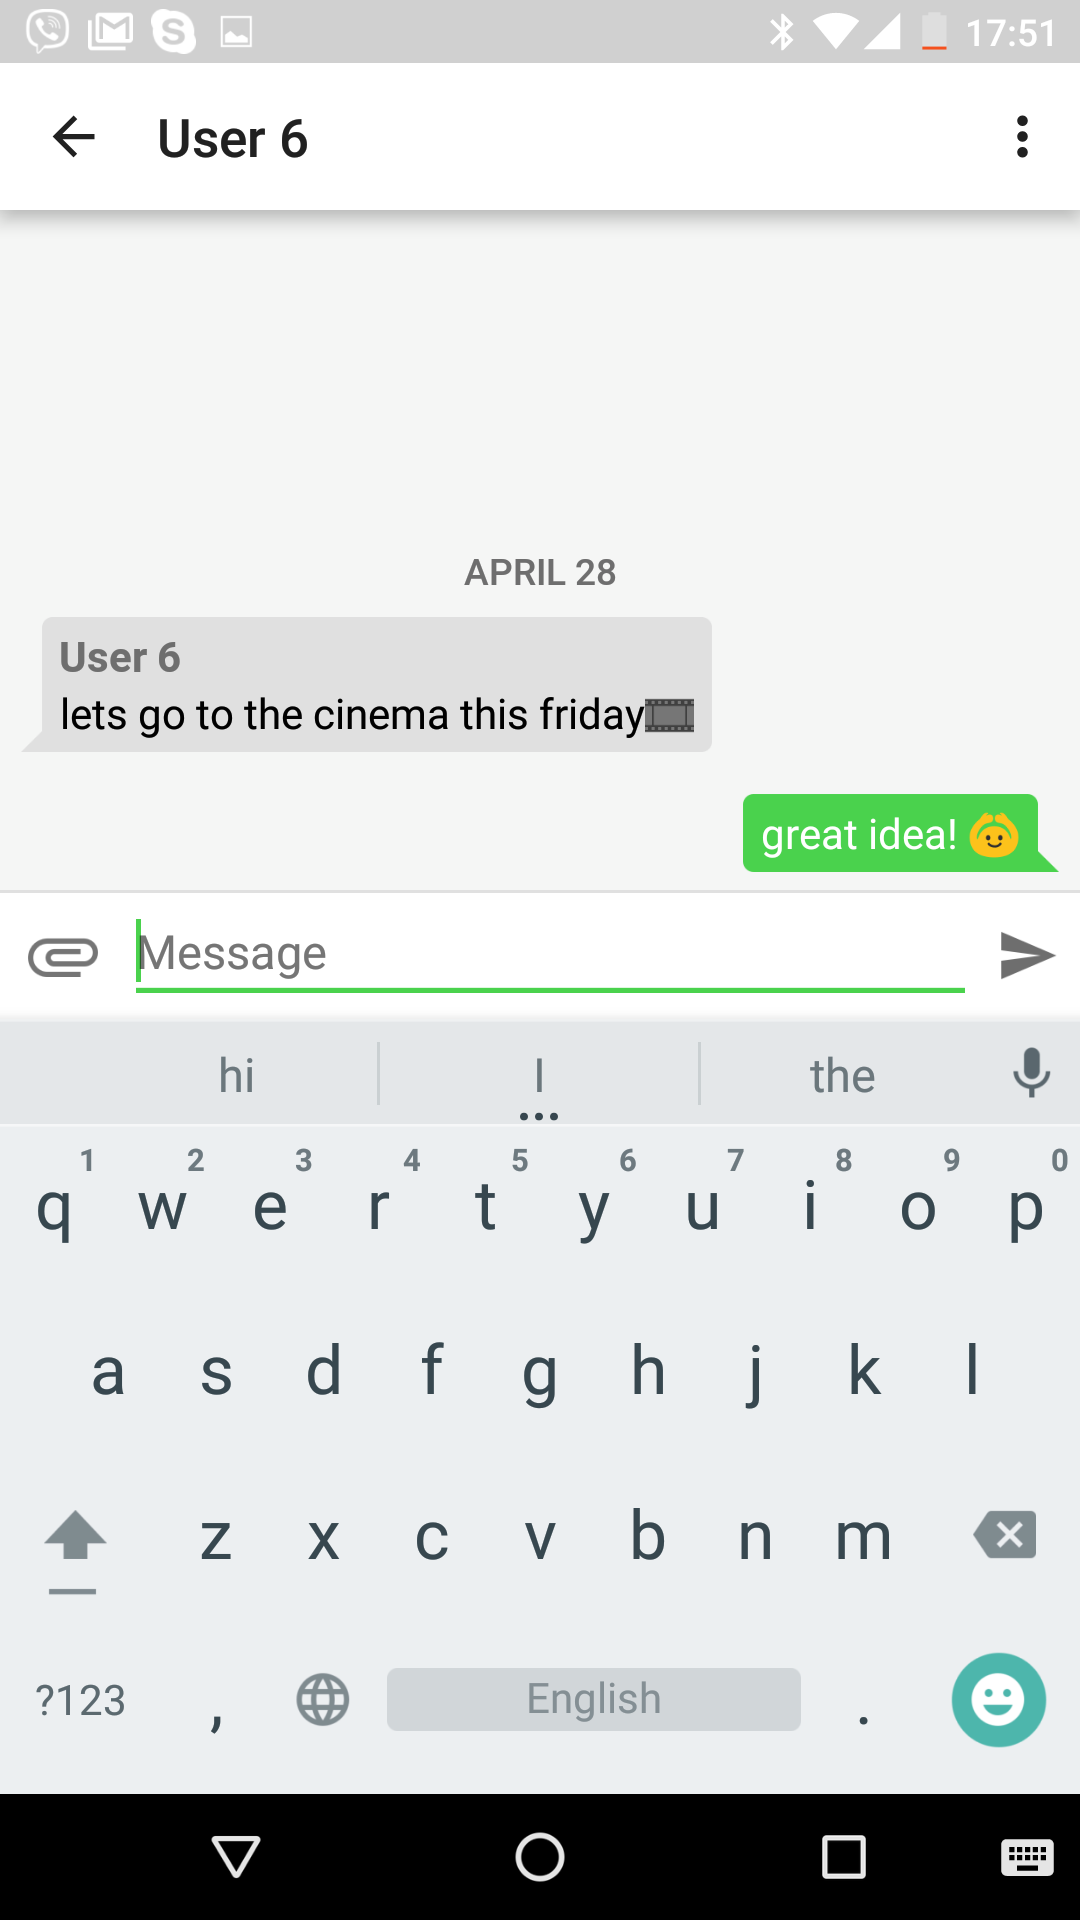 17:51
User 6
APRIL 28
User 6
lets go to the cinema this friday🎞
great idea! 🙆
Message
hi I the
1 2 3 4 5 6 7 8 9 0
q w e r t y u i o p
a s d f g h j k l
z x c v b n m
?123 , English .